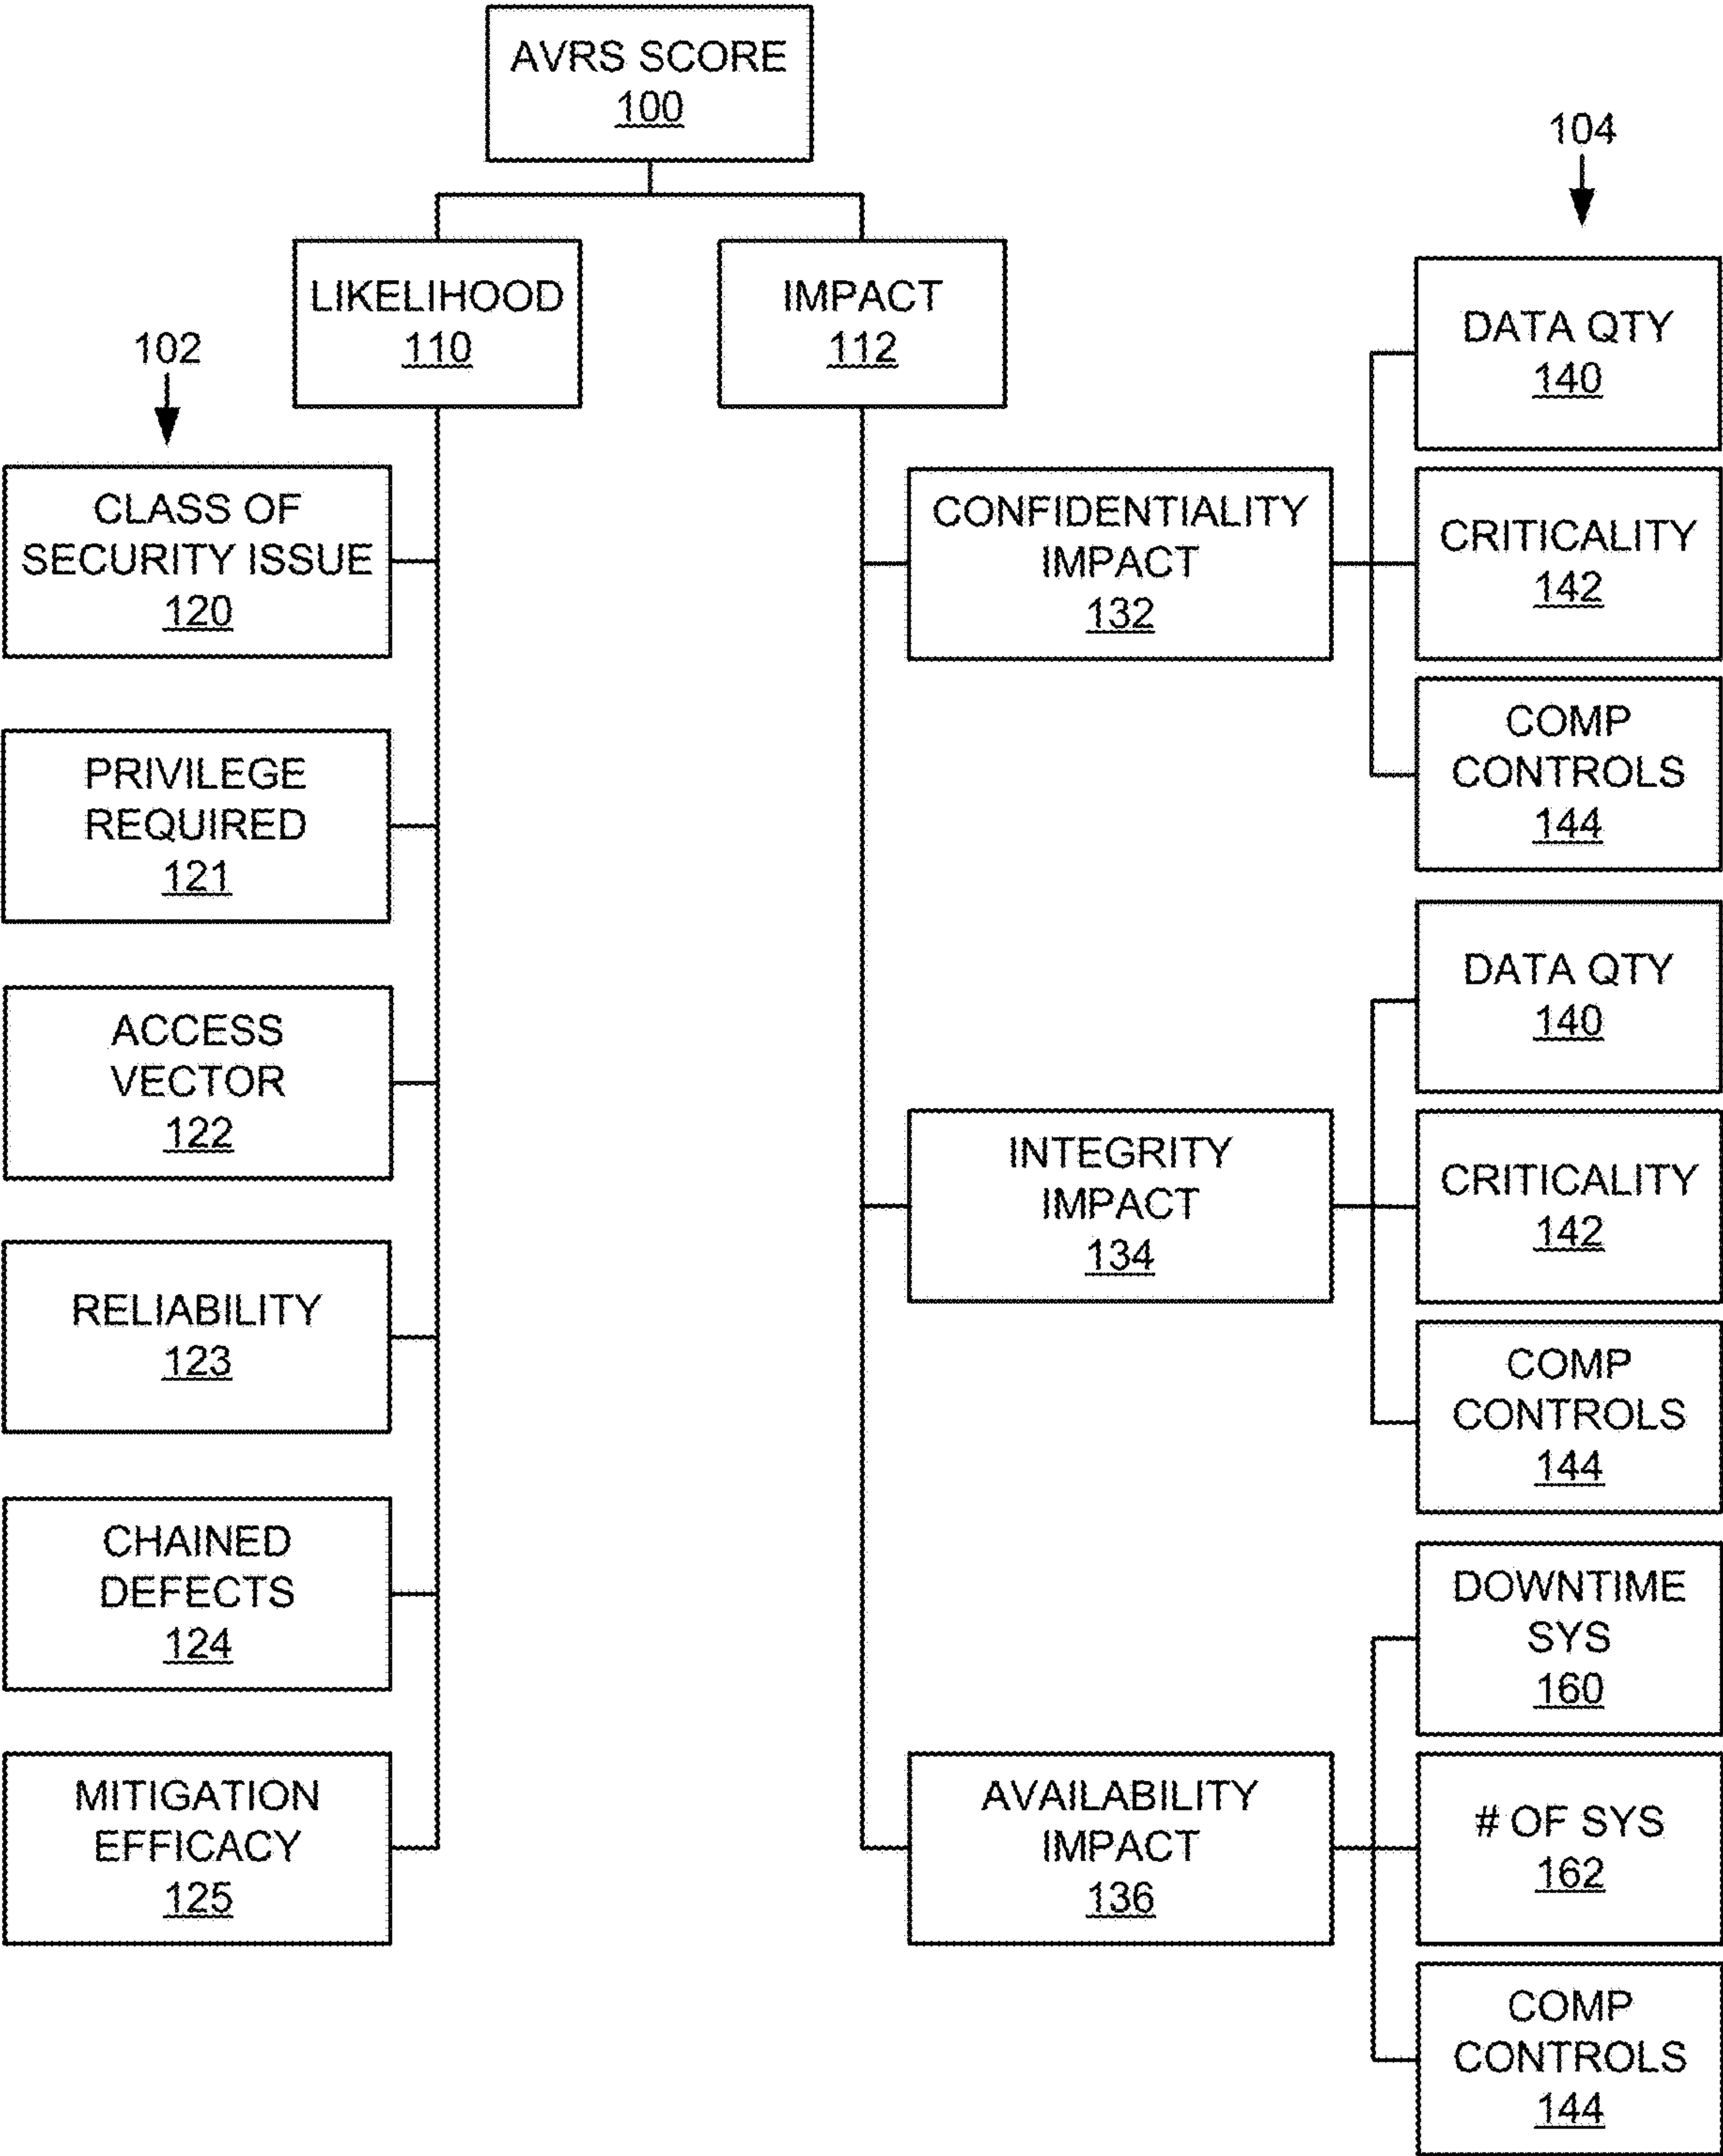 AVRS SCORE
100
LIKELIHOOD
110
IMPACT
112
102
CLASS OF
SECURITY ISSUE
120
PRIVILEGE
REQUIRED
121
ACCESS
VECTOR
122
RELIABILITY
123
CHAINED
DEFECTS
124
MITIGATION
EFFICACY
125
CONFIDENTIALITY
IMPACT
132
INTEGRITY
IMPACT
134
AVAILABILITY
IMPACT
136
104
DATA QTY
140
CRITICALITY
142
COMP
CONTROLS
144
DATA QTY
140
CRITICALITY
142
COMP
CONTROLS
144
DOWNTIME
SYS
160
# OF SYS
162
COMP
CONTROLS
144